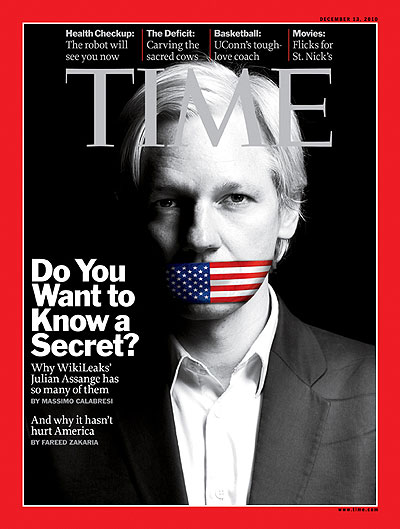 DECEMBER 13, 2010
Health Checkup:
The robot will
see you now
The Deficit:
Carving the
sacred cows
Basketball:
UConn's tough-
love coach
Movies:
Flicks for
St. Nick's
TIME
Do You
Want to
Know a
Secret?
Why WikiLeaks'
Julian Assange has
so many of them
BY MASSIMO CALABRESI
And why it hasn't
hurt America
BY FAREED ZAKARIA
www.time.com